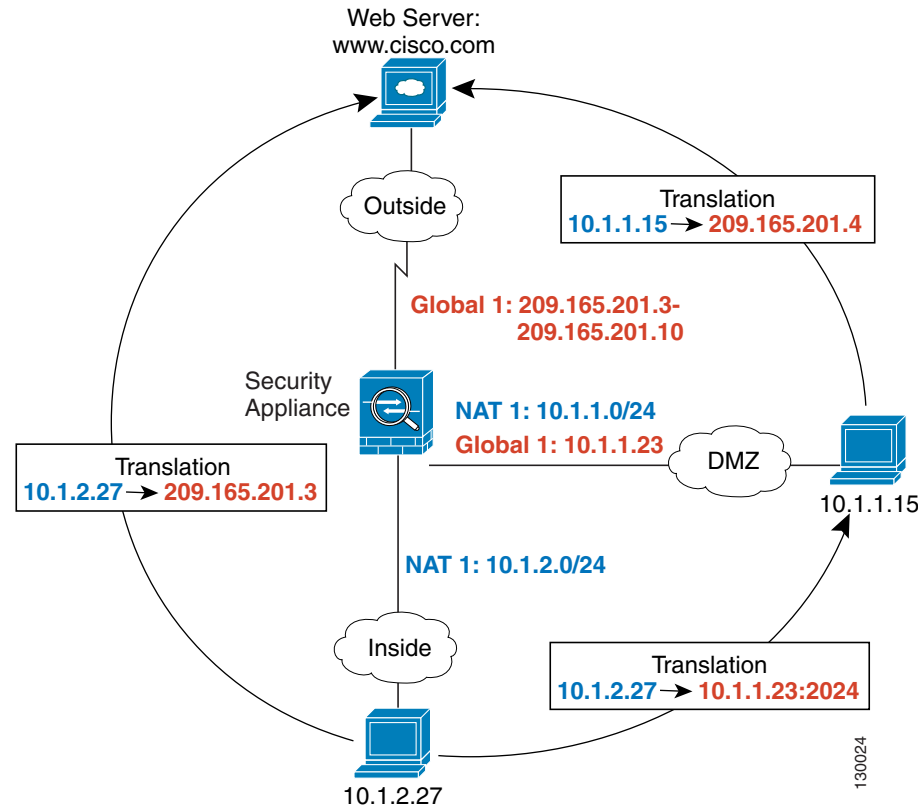 Web Server:
www.cisco.com
Outside
Translation
10.1.1.15 → 209.165.201.4
Global 1: 209.165.201.3-
209.165.201.10
Security
Appliance
NAT 1: 10.1.1.0/24
Global 1: 10.1.1.23
DMZ
10.1.1.15
Translation
10.1.2.27 → 209.165.201.3
NAT 1: 10.1.2.0/24
Inside
Translation
10.1.2.27 → 10.1.1.23:2024
10.1.2.27
130024